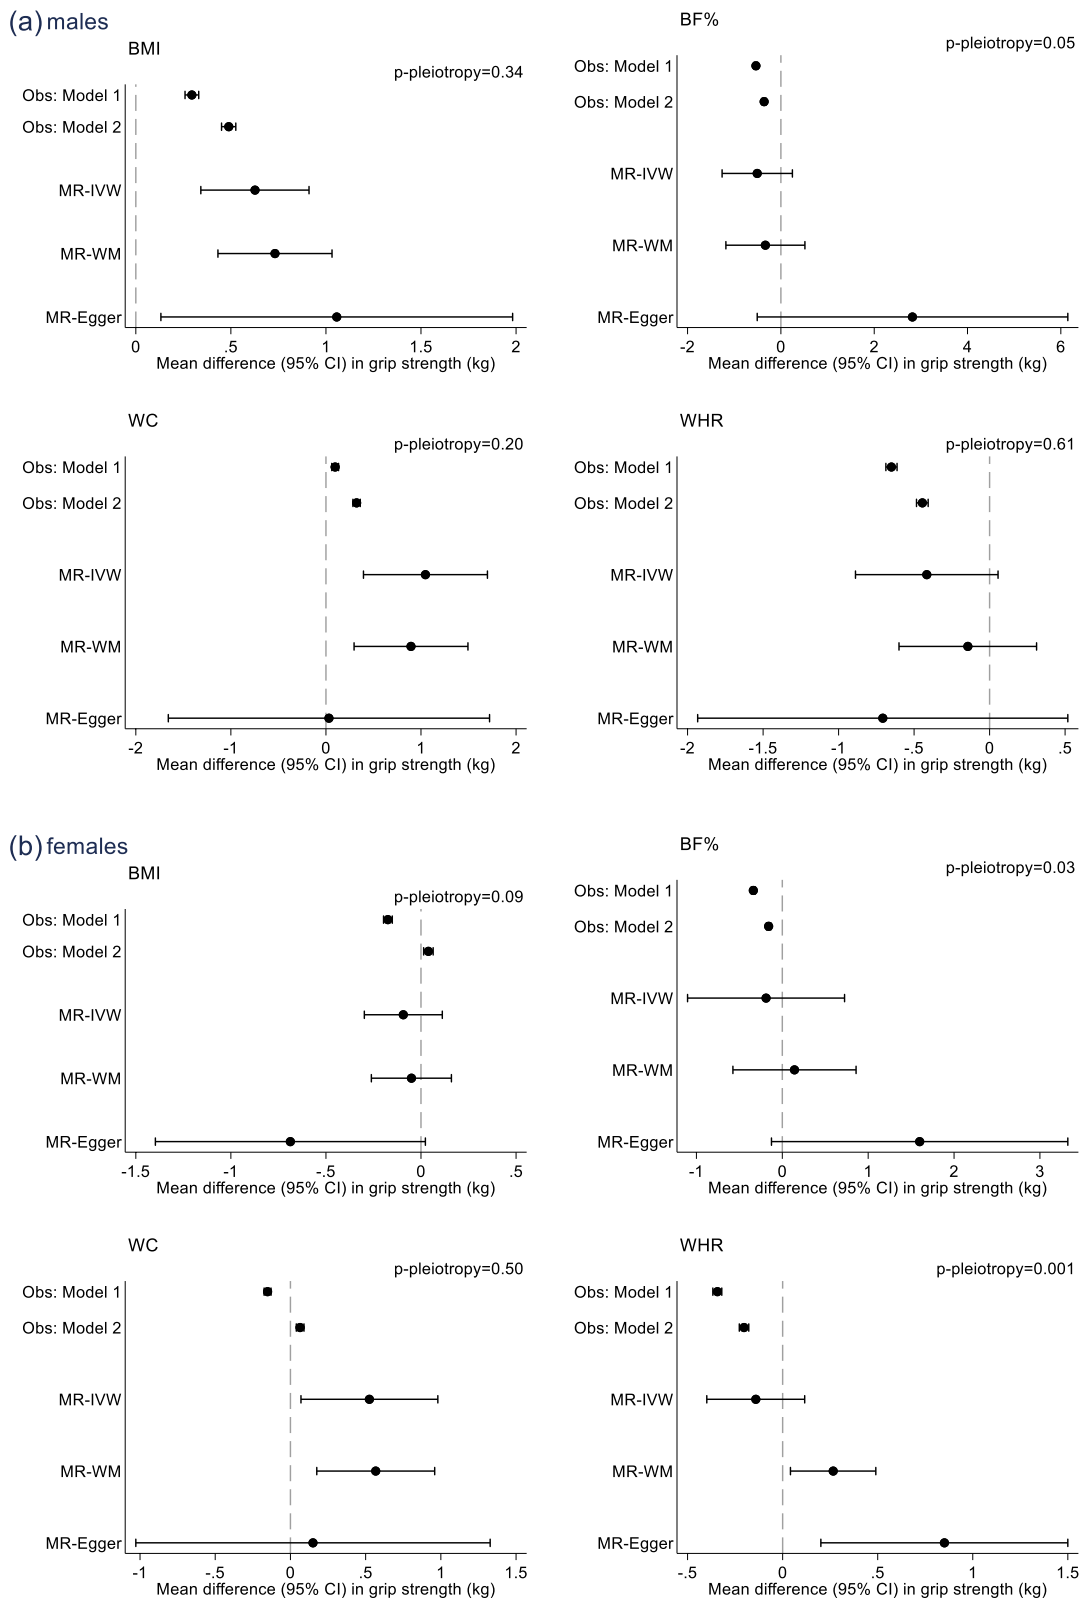 (a) males
BMI
p-pleiotropy=0.34
Obs: Model 1
Obs: Model 2
MR-IVW
MR-WM
MR-Egger
0 .5 1 1.5 2
Mean difference (95% CI) in grip strength (kg)
BF%
p-pleiotropy=0.05
Obs: Model 1
Obs: Model 2
MR-IVW
MR-WM
MR-Egger
-2 0 2 4 6
Mean difference (95% CI) in grip strength (kg)
WC
p-pleiotropy=0.20
Obs: Model 1
Obs: Model 2
MR-IVW
MR-WM
MR-Egger
-2 -1 0 1 2
Mean difference (95% CI) in grip strength (kg)
WHR
p-pleiotropy=0.61
Obs: Model 1
Obs: Model 2
MR-IVW
MR-WM
MR-Egger
-2 -1.5 -1 -.5 0 .5
Mean difference (95% CI) in grip strength (kg)
(b) females
BMI
p-pleiotropy=0.09
Obs: Model 1
Obs: Model 2
MR-IVW
MR-WM
MR-Egger
-1.5 -1 -.5 0 .5
Mean difference (95% CI) in grip strength (kg)
BF%
p-pleiotropy=0.03
Obs: Model 1
Obs: Model 2
MR-IVW
MR-WM
MR-Egger
-1 0 1 2 3
Mean difference (95% CI) in grip strength (kg)
WC
p-pleiotropy=0.50
Obs: Model 1
Obs: Model 2
MR-IVW
MR-WM
MR-Egger
-1 -.5 0 .5 1 1.5
Mean difference (95% CI) in grip strength (kg)
WHR
p-pleiotropy=0.001
Obs: Model 1
Obs: Model 2
MR-IVW
MR-WM
MR-Egger
-.5 0 .5 1 1.5
Mean difference (95% CI) in grip strength (kg)